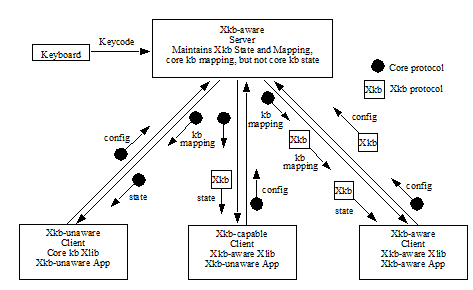 Xkb-aware
Server
Maintains Xkb State and Mapping,
core kb mapping, but not core kb state
Keycode
Keyboard
Core protocol
Xkb
Xkb protocol
config
kb
mapping
kb
mapping
Xkb
kb
mapping
config
Xkb
state
Xkb
state
config
Xkb
state
config
Xkb-unaware
Client
Core kb Xlib
Xkb-unaware App
Xkb-capable
Client
Xkb-aware Xlib
Xkb-unaware App
Xkb-aware
Client
Xkb-aware Xlib
Xkb-aware App